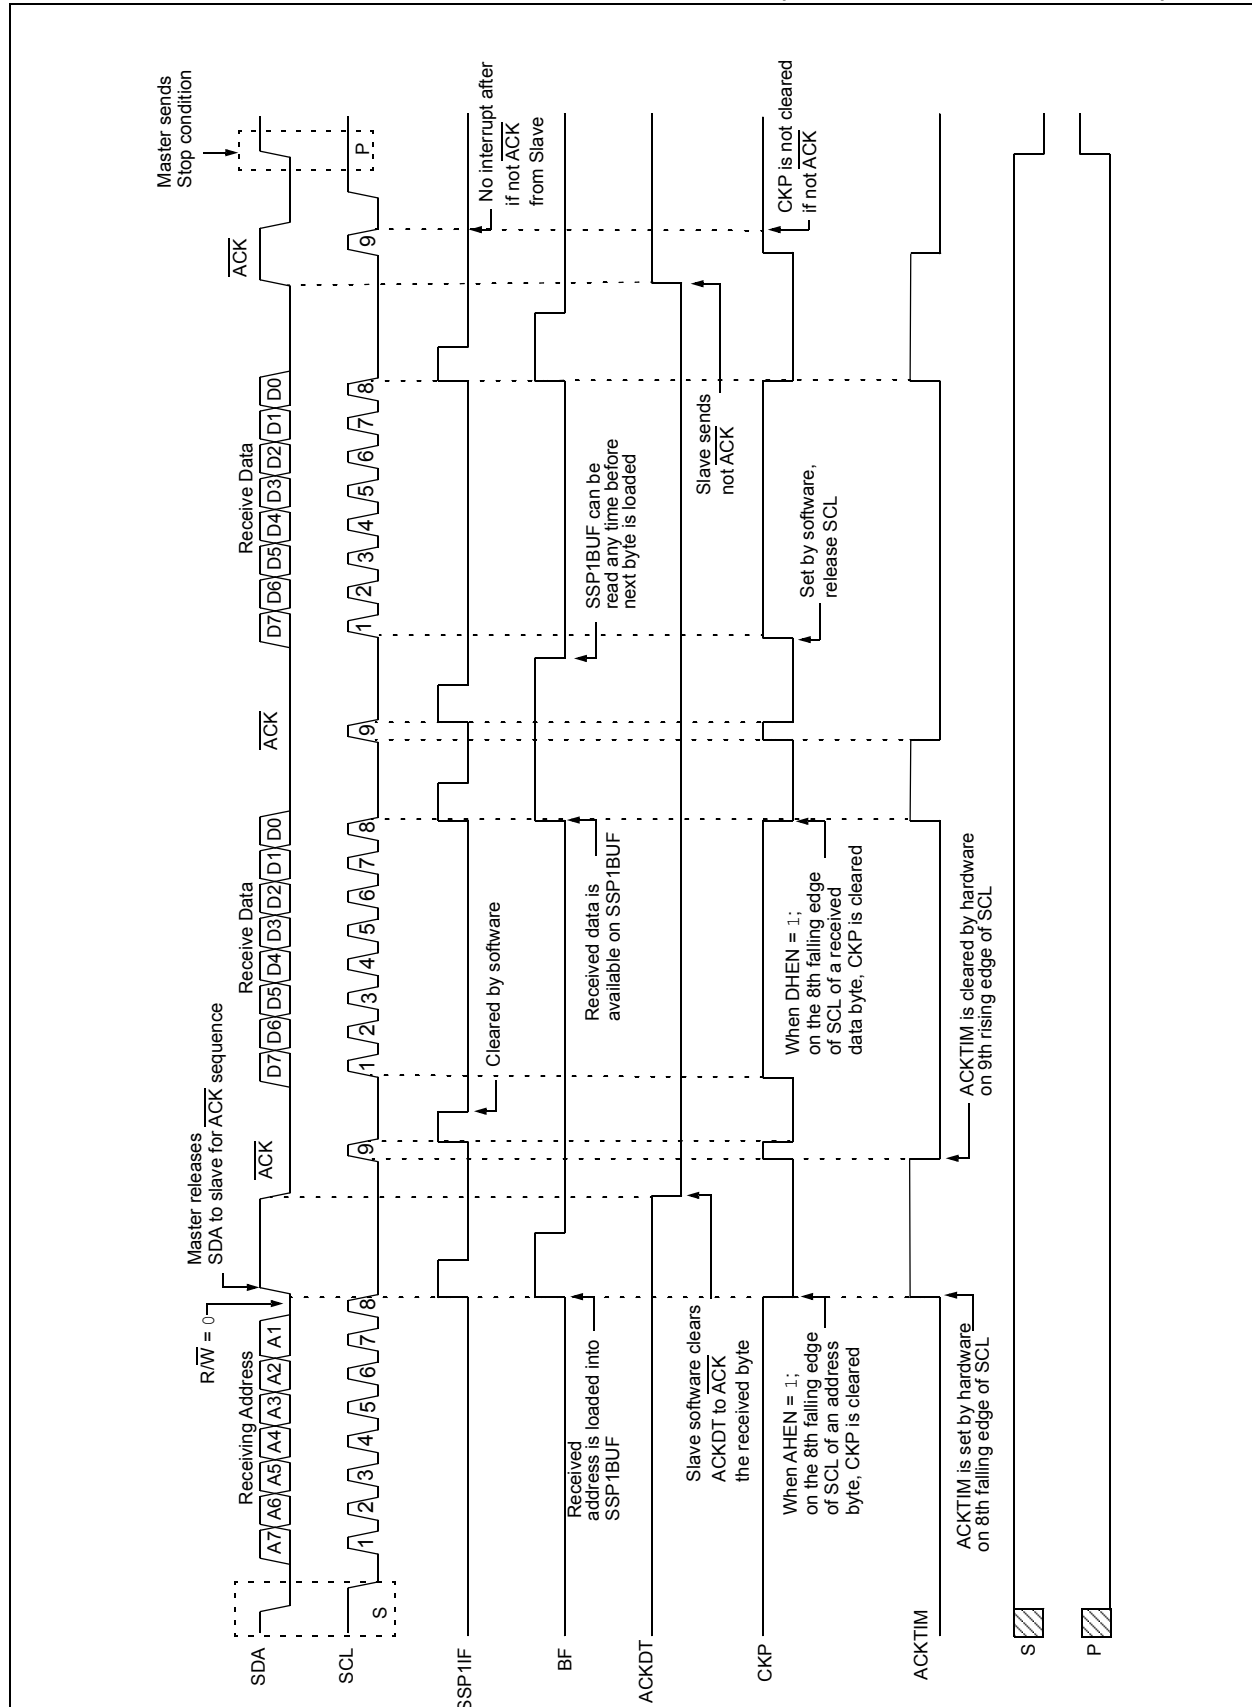 Master sends
Stop condition
SDA
Receiving Address
A7 A6 A5 A4 A3 A2 A1
R/W̅ = 0
Master releases
SDA to slave for A̅C̅K̅ sequence
A̅C̅K̅
Receive Data
D7 D6 D5 D4 D3 D2 D1 D0
A̅C̅K̅
Receive Data
D7 D6 D5 D4 D3 D2 D1 D0
A̅C̅K̅
SCL
S
1 2 3 4 5 6 7 8 9
1 2 3 4 5 6 7 8 9
1 2 3 4 5 6 7 8 9
P
SSP1IF
Cleared by software
No interrupt after
if not A̅C̅K̅
from Slave
BF
Received
address is loaded into
SSP1BUF
Received data is
available on SSP1BUF
SSP1BUF can be
read any time before
next byte is loaded
ACKDT
Slave software clears
ACKDT to A̅C̅K̅
the received byte
Slave sends
not A̅C̅K̅
CKP
When AHEN = 1;
on the 8th falling edge
of SCL of an address
byte, CKP is cleared
When DHEN = 1;
on the 8th falling edge
of SCL of a received
data byte, CKP is cleared
Set by software,
release SCL
CKP is not cleared
if not A̅C̅K̅
ACKTIM
ACKTIM is set by hardware
on 8th falling edge of SCL
ACKTIM is cleared by hardware
on 9th rising edge of SCL
S
P